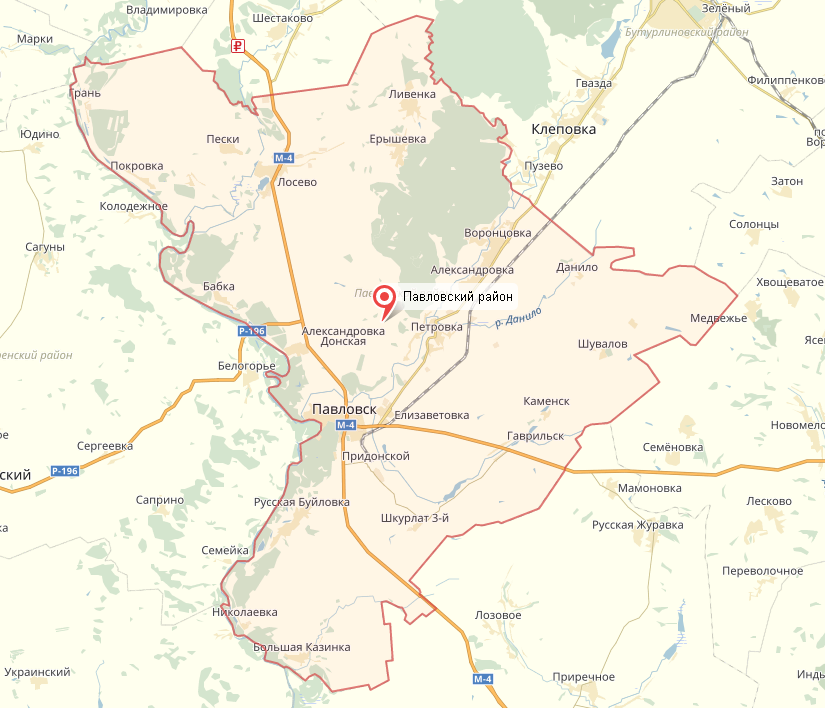 Владимировка
Зелёный
Шестаково
Марки
Бутурлиновский район
₽
Филиппенково
Гвазда
Грань
Ливенка
Клеповка
Юдино
Пески
Ерышевка
М-4
Покровка
Пузево
Лосево
Затон
Колодежное
Солонцы
Воронцовка
Сагуны
Александровка
Данило
Хвощеватое
Бабка
Павловский район
Медвежье
р. Данило
Р-196
Александровка
Донская
Петровка
Шувалов
Белогорье
Каменск
Павловск
Елизаветовка
М-4
Гаврильск
Сергеевка
Семёновка
Придонской
Р-196
Мамоновка
Саприно
Русская Буйловка
Лесково
Шкурлат 3-й
Русская Журавка
Семейка
Переволочное
Николаевка
Лозовое
Большая Казинка
Украинский
Приречное
М-4